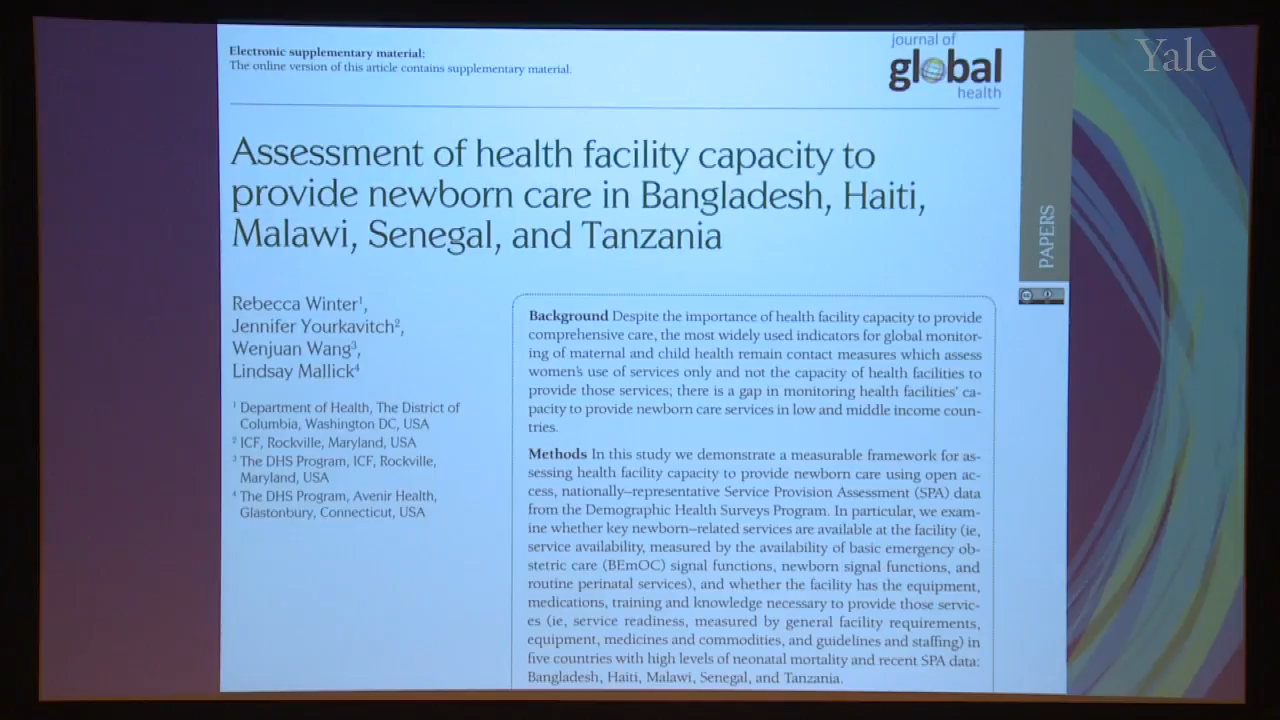 Electronic supplementary material:
The online version of this article contains supplementary material.
journal of
global
health
Yale
Assessment of health facility capacity to
provide newborn care in Bangladesh, Haiti,
Malawi, Senegal, and Tanzania
PAPERS
Rebecca Winter¹,
Jennifer Yourkavitch²,
Wenjuan Wang³,
Lindsay Mallick⁴
¹ Department of Health, The District of
Columbia, Washington DC, USA
² ICF, Rockville, Maryland, USA
³ The DHS Program, ICF, Rockville,
Maryland, USA
⁴ The DHS Program, Avenir Health,
Glastonbury, Connecticut, USA
Background Despite the importance of health facility capacity to provide
comprehensive care, the most widely used indicators for global monitor-
ing of maternal and child health remain contact measures which assess
women's use of services only and not the capacity of health facilities to
provide those services; there is a gap in monitoring health facilities' ca-
pacity to provide newborn care services in low and middle income coun-
tries.
Methods In this study we demonstrate a measurable framework for as-
sessing health facility capacity to provide newborn care using open ac-
cess, nationally–representative Service Provision Assessment (SPA) data
from the Demographic Health Surveys Program. In particular, we exam-
ine whether key newborn–related services are available at the facility (ie,
service availability, measured by the availability of basic emergency ob-
stetric care (BEmOC) signal functions, newborn signal functions, and
routine perinatal services), and whether the facility has the equipment,
medications, training and knowledge necessary to provide those servic-
es (ie, service readiness, measured by general facility requirements,
equipment, medicines and commodities, and guidelines and staffing) in
five countries with high levels of neonatal mortality and recent SPA data:
Bangladesh, Haiti, Malawi, Senegal, and Tanzania.